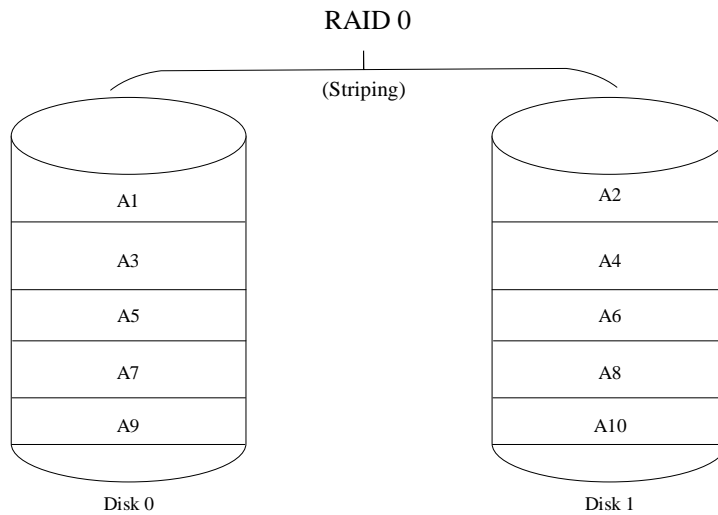 RAID 0
(Striping)
A1
A2
A3
A4
A5
A6
A7
A8
A9
A10
Disk 0
Disk 1